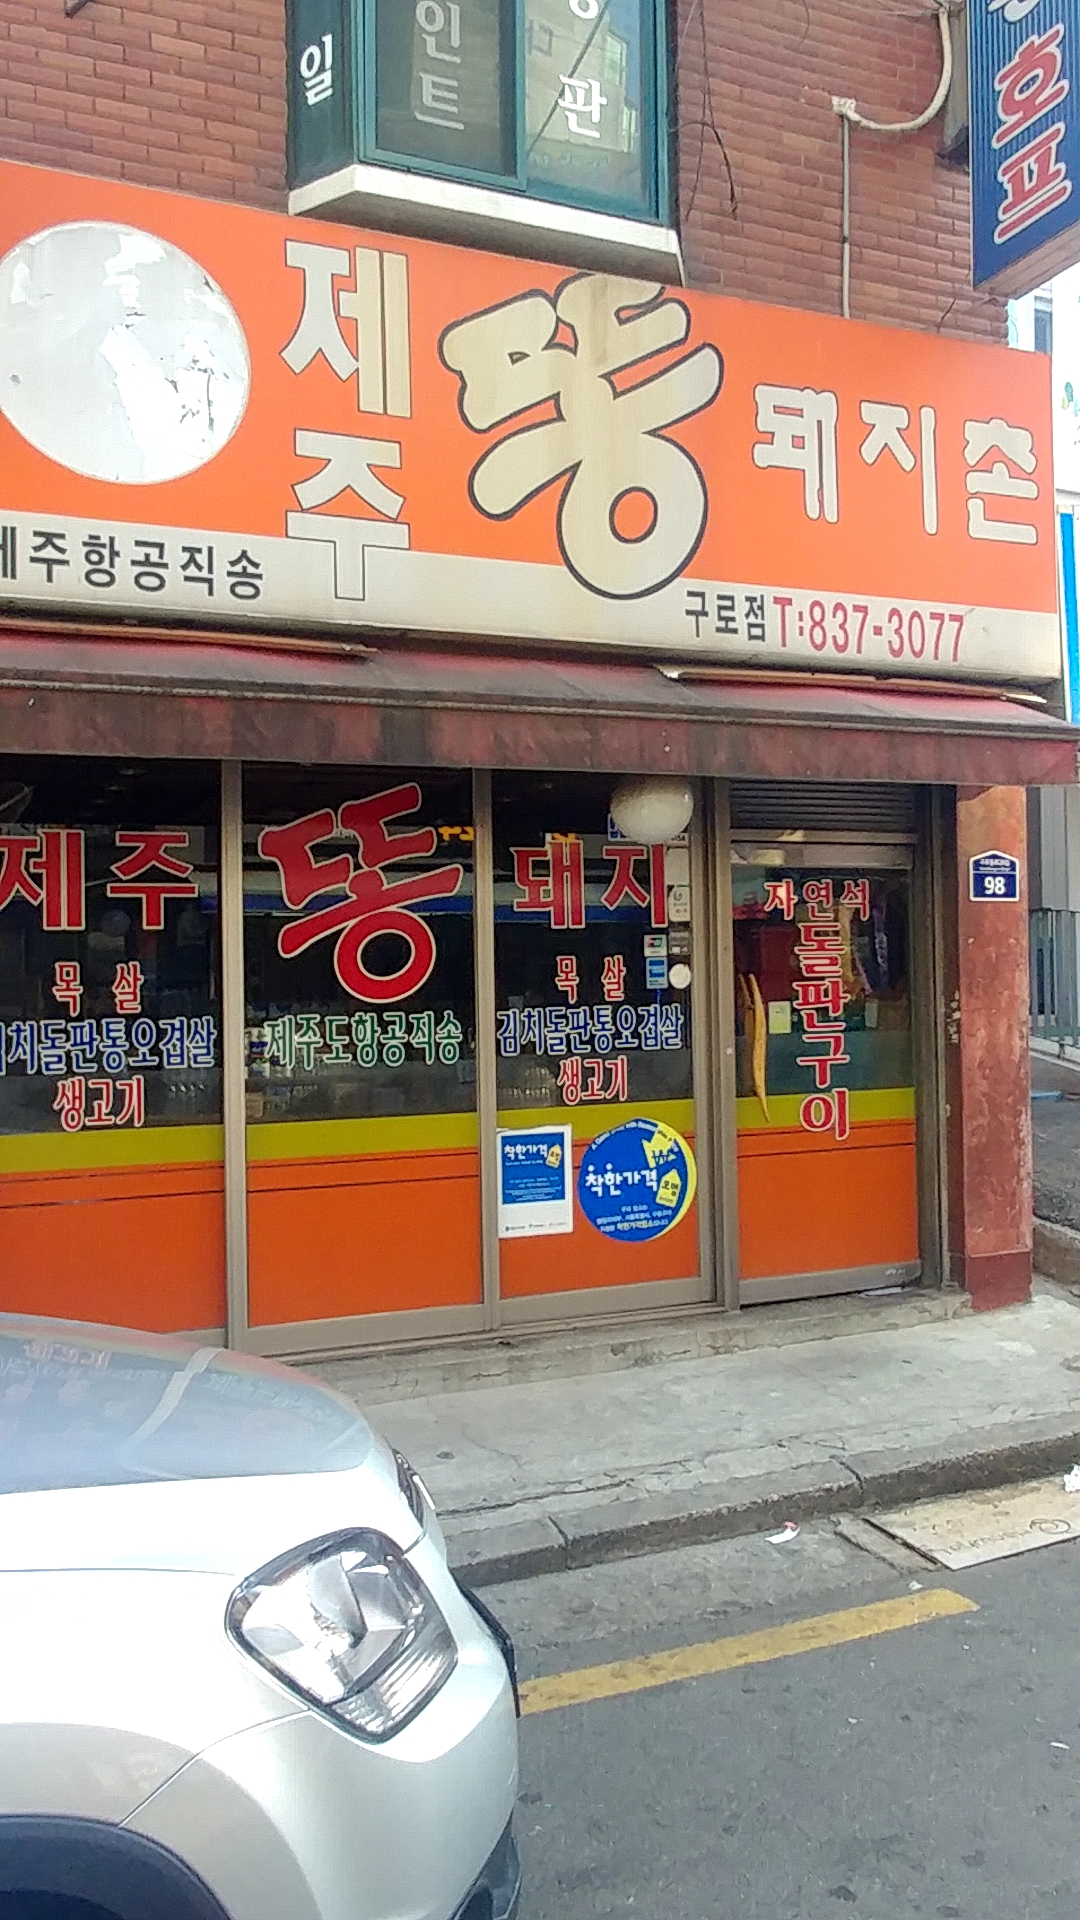 일
인트
판
호프
제주 똥 돼지촌
제주항공직송
구로점 T:837-3077
제주 똥 돼지
목살
김치돌판통오겹살
생고기
제주도항공직송
목살
김치돌판통오겹살
생고기
자연석
돌판구이
98
착한가격
착한가격
모범